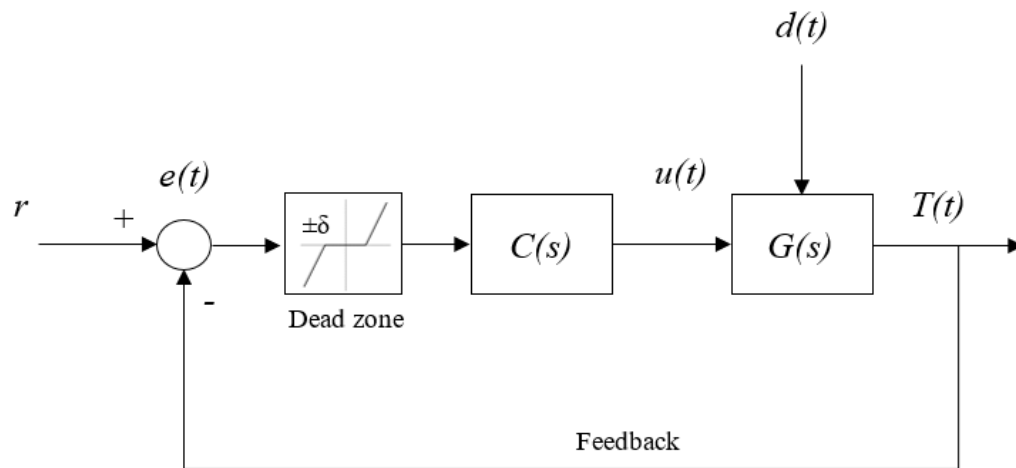 d(t)
e(t)
u(t)
T(t)
r
+
±δ
C(s)
G(s)
-
Dead zone
Feedback